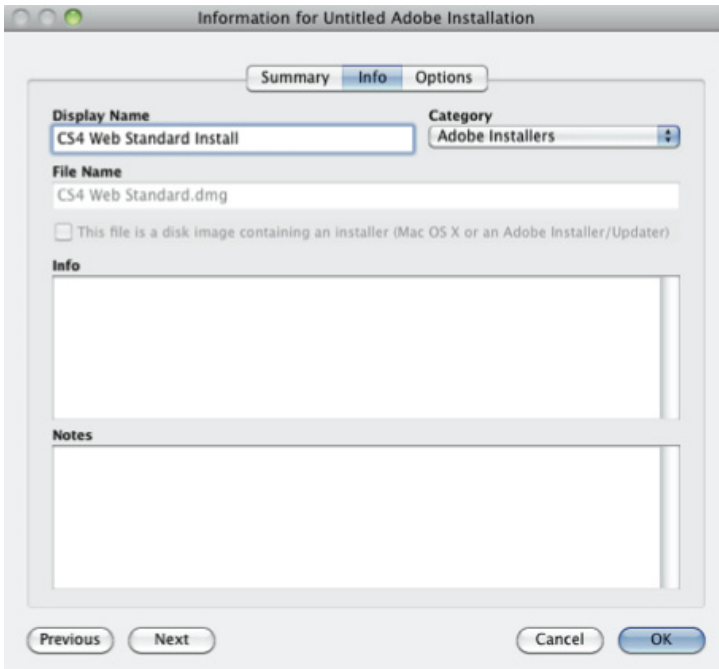 Information for Untitled Adobe Installation
Summary Info Options
Display Name Category
CS4 Web Standard Install Adobe Installers
File Name
CS4 Web Standard.dmg
This file is a disk image containing an installer (Mac OS X or an Adobe Installer/Updater)
Info
Notes
Previous Next Cancel OK